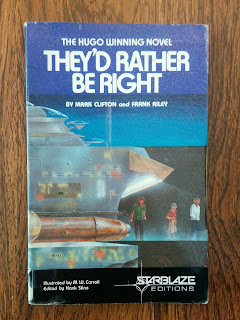 THE HUGO WINNING NOVEL
THEY'D RATHER
BE RIGHT
BY MARK CLIFTON and FRANK RILEY
Illustrated by M. W. Carroll
Edited by Hank Stine
STARBLAZE
EDITIONS